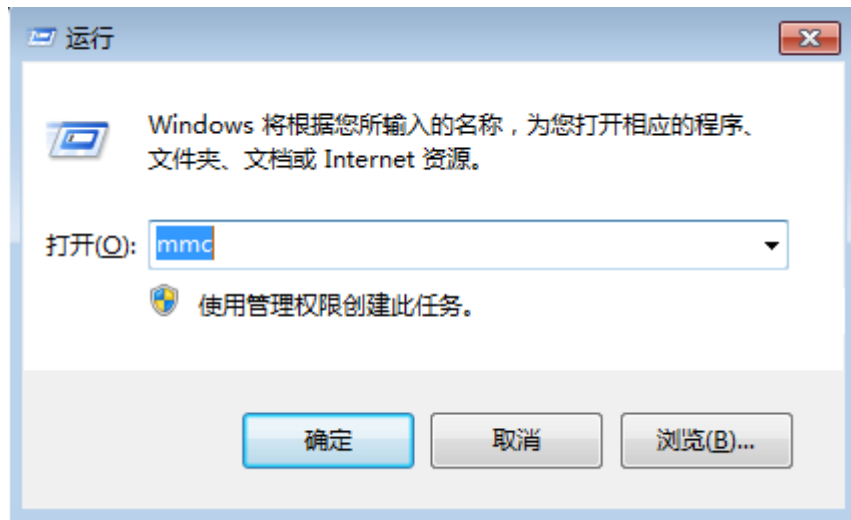 运行
Windows 将根据您所输入的名称，为您打开相应的程序、
文件夹、文档或 Internet 资源。
打开(O): mmc
使用管理权限创建此任务。
确定 取消 浏览(B)...